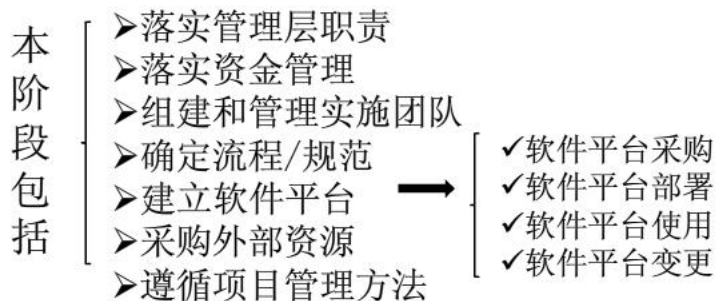 本阶段包括
➢落实管理层职责
➢落实资金管理
➢组建和管理实施团队
➢确定流程/规范
➢建立软件平台
➢采购外部资源
➢遵循项目管理方法
✓软件平台采购
✓软件平台部署
✓软件平台使用
✓软件平台变更